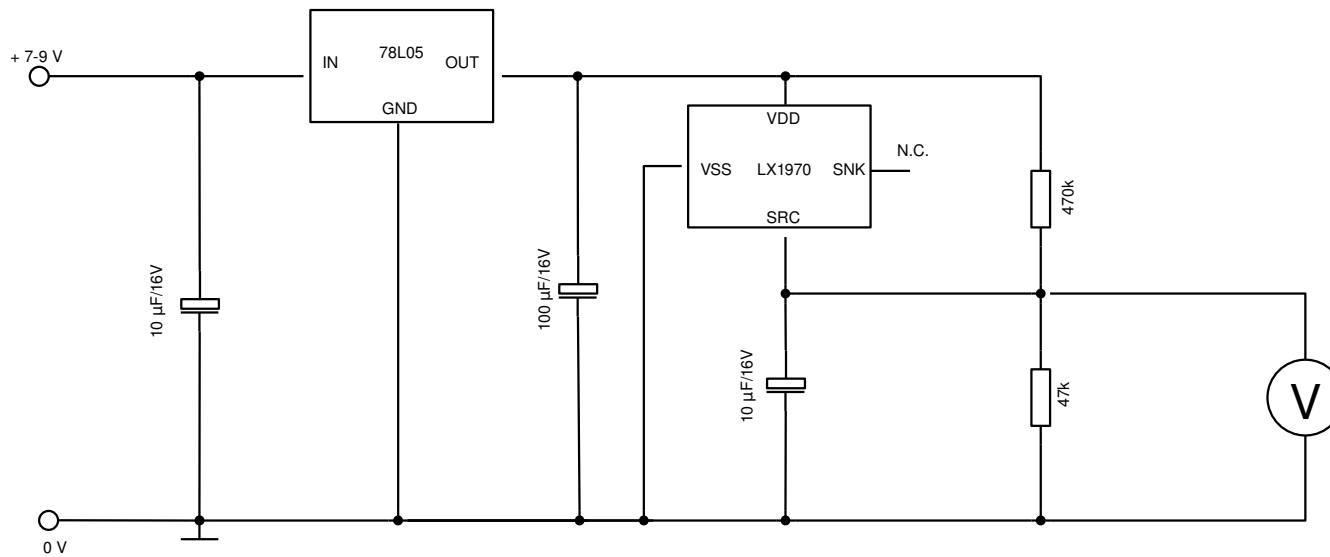 + 7-9 V
78L05
IN
OUT
GND
VDD
N.C.
VSS
LX1970
SNK
SRC
470k
10 µF/16V
100 µF/16V
10 µF/16V
47k
V
0 V